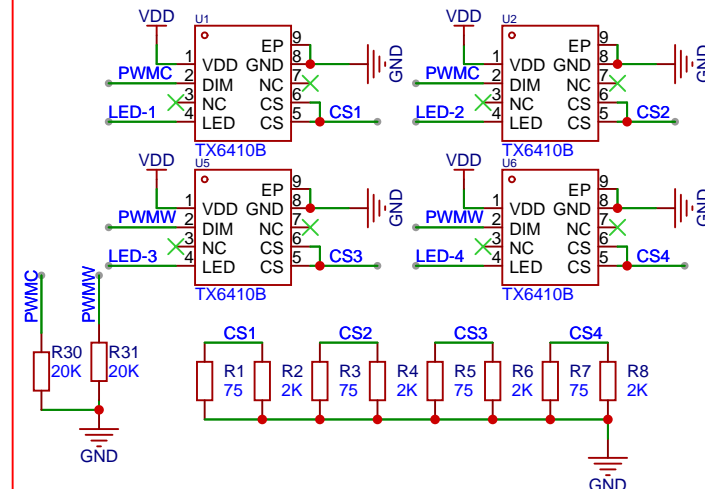 VDD U1 VDD U2
1 VDD EP 9 1 VDD EP 9
GND 8 GND GND 8 GND
PWMC 2 DIM NC 7 PWMC 2 DIM NC 7
3 NC CS 6 3 NC CS 6
LED-1 4 LED CS 5 CS1 LED-2 4 LED CS 5 CS2
TX6410B TX6410B
VDD U5 VDD U6
1 VDD EP 9 1 VDD EP 9
GND 8 GND GND 8 GND
PWMW 2 DIM NC 7 PWMW 2 DIM NC 7
3 NC CS 6 3 NC CS 6
LED-3 4 LED CS 5 CS3 LED-4 4 LED CS 5 CS4
TX6410B TX6410B
PWMC PWMW
R30 R31
20K 20K
GND
CS1 CS2 CS3 CS4
R1 R2 R3 R4 R5 R6 R7 R8
75 2K 75 2K 75 2K 75 2K
GND